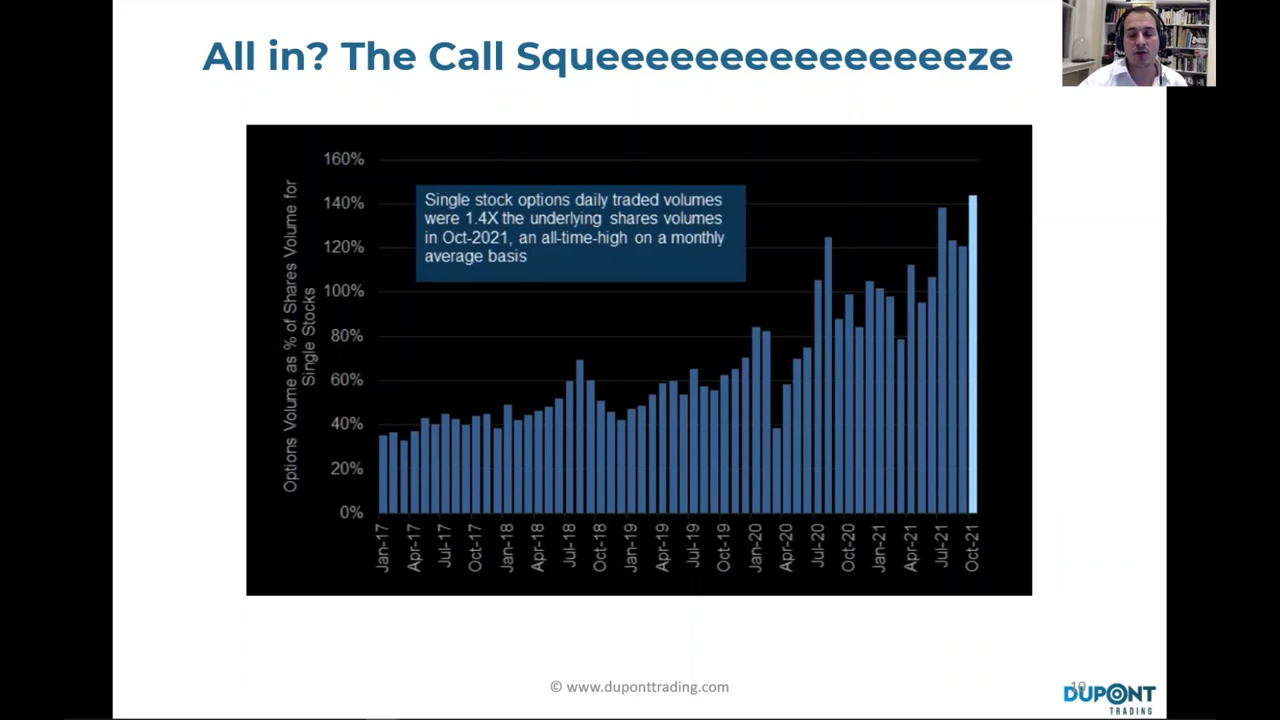 All in? The Call Squeeeeeeeeeeeeeeeeze
160%
140%
120%
100%
80%
60%
40%
20%
0%
Options Volume as % of Shares Volume for
Single Stocks
Single stock options daily traded volumes
were 1.4X the underlying shares volumes
in Oct-2021, an all-time-high on a monthly
average basis
Jan-17
Apr-17
Jul-17
Oct-17
Jan-18
Apr-18
Jul-18
Oct-18
Jan-19
Apr-19
Jul-19
Oct-19
Jan-20
Apr-20
Jul-20
Oct-20
Jan-21
Apr-21
Jul-21
Oct-21
© www.duponttrading.com
DUPONT
TRADING